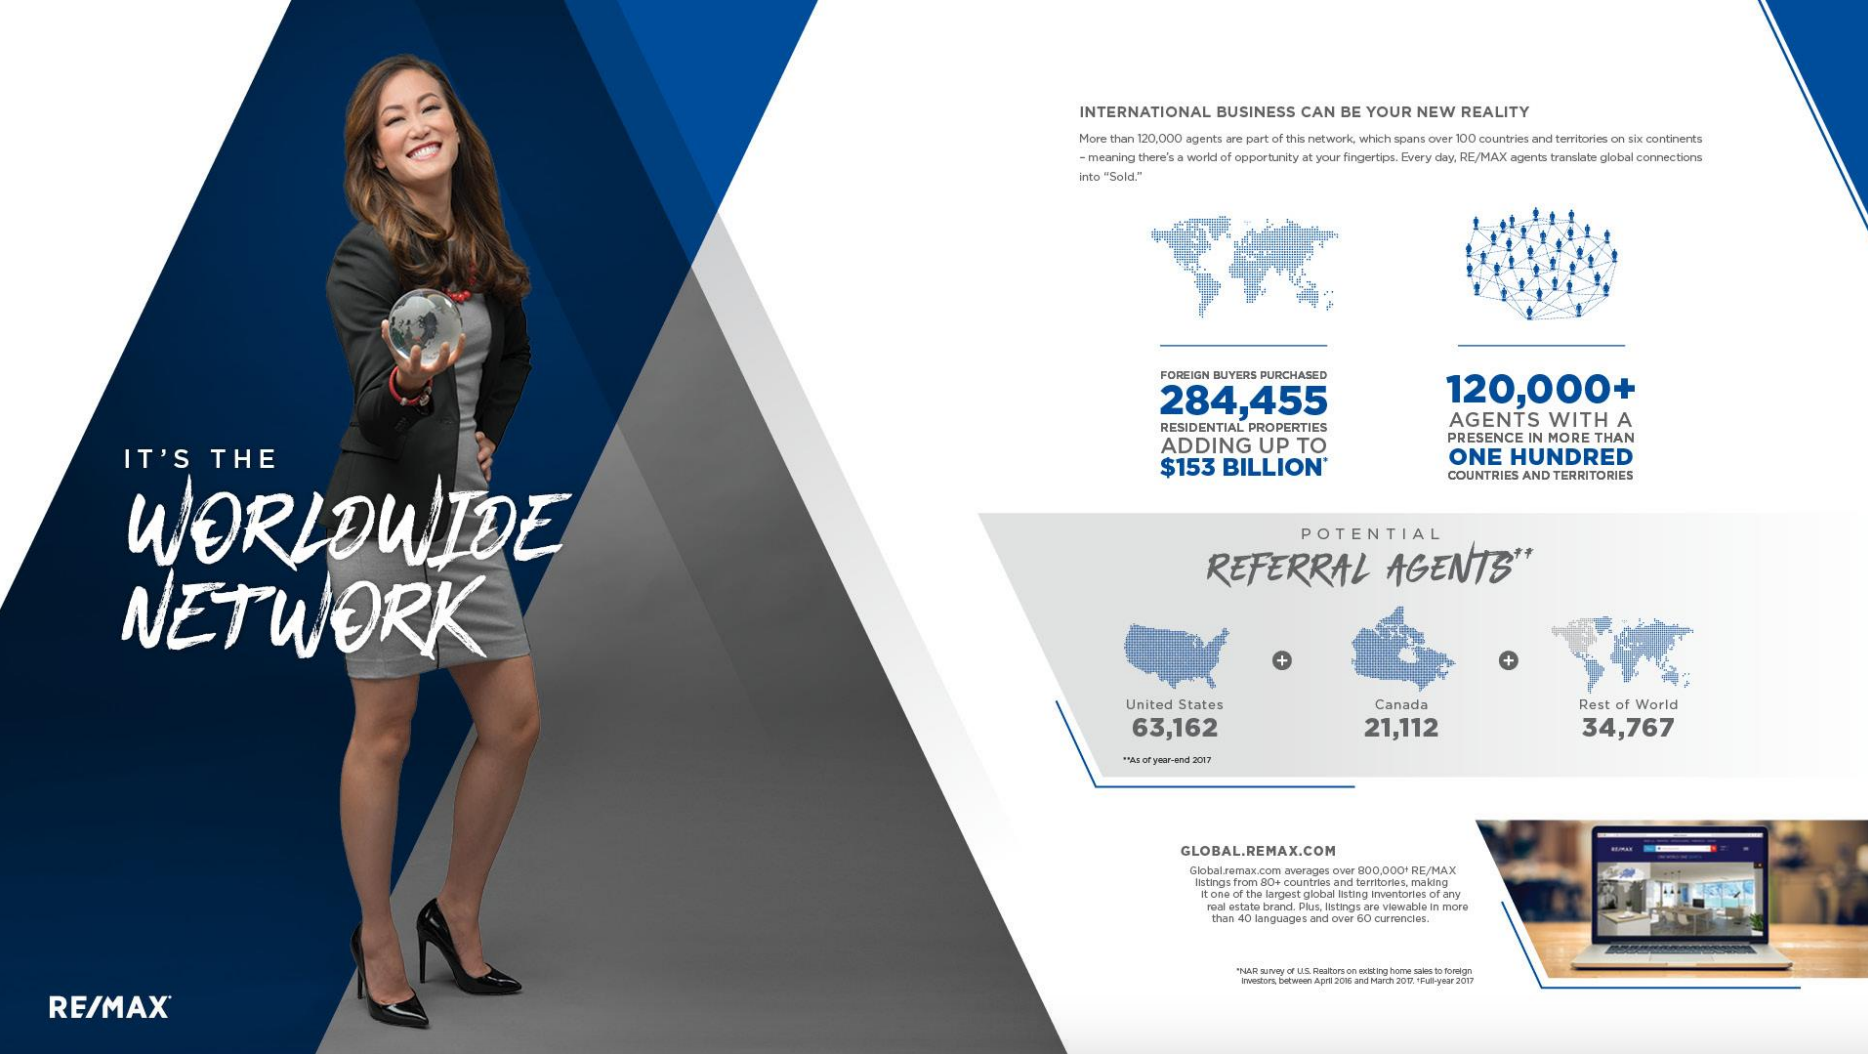 IT'S THE
WORLDWIDE
NETWORK
RE/MAX
INTERNATIONAL BUSINESS CAN BE YOUR NEW REALITY
More than 120,000 agents are part of this network, which spans over 100 countries and territories on six continents
– meaning there's a world of opportunity at your fingertips. Every day, RE/MAX agents translate global connections
into “Sold.”
FOREIGN BUYERS PURCHASED
284,455
RESIDENTIAL PROPERTIES
ADDING UP TO
$153 BILLION*
120,000+
AGENTS WITH A
PRESENCE IN MORE THAN
ONE HUNDRED
COUNTRIES AND TERRITORIES
POTENTIAL
REFERRAL AGENTS**
United States
63,162
Canada
21,112
Rest of World
34,767
**As of year-end 2017
GLOBAL.REMAX.COM
Global.remax.com averages over 800,000† RE/MAX
listings from 80+ countries and territories, making
it one of the largest global listing inventories of any
real estate brand. Plus, listings are viewable in more
than 40 languages and over 60 currencies.
RE/MAX
*NAR survey of U.S. Realtors on existing home sales to foreign
investors, between April 2016 and March 2017. †Full-year 2017